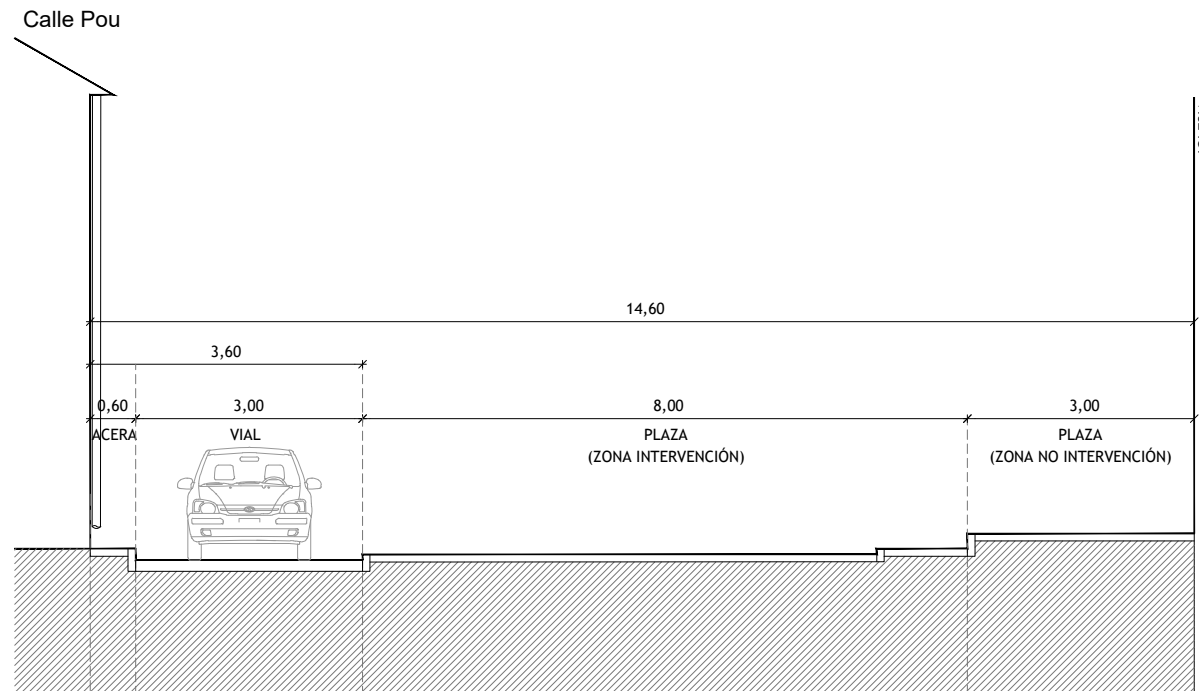 Calle Pou
14,60
3,60
0,60
3,00
8,00
3,00
ACERA
VIAL
PLAZA
(ZONA INTERVENCIÓN)
PLAZA
(ZONA NO INTERVENCIÓN)